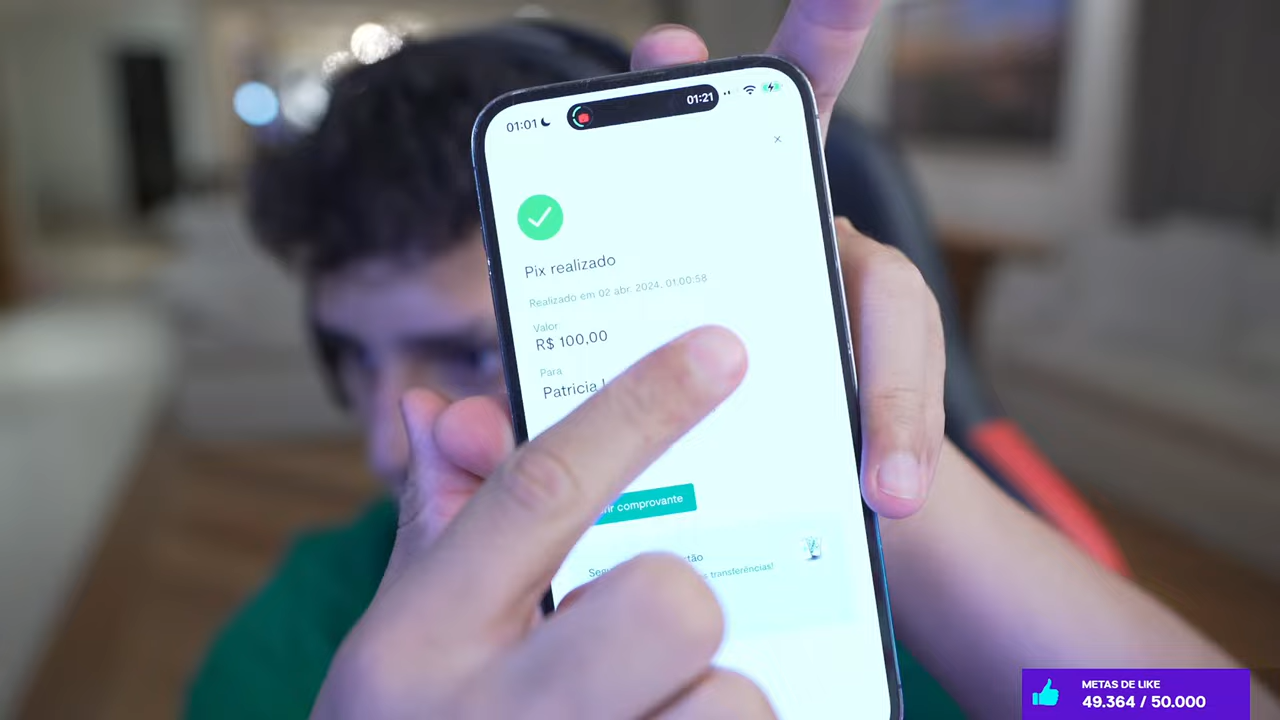 01:01
01:21
Pix realizado
Realizado em 02 abr. 2024, 01:00:58
Valor
R$ 100,00
Para
Patricia
comprovante
transferências!
METAS DE LIKE
49.364 / 50.000